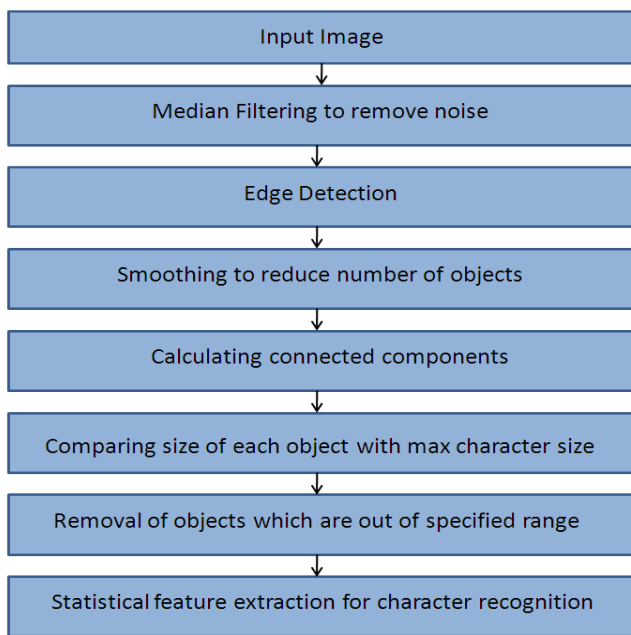 Input Image
Median Filtering to remove noise
Edge Detection
Smoothing to reduce number of objects
Calculating connected components
Comparing size of each object with max character size
Removal of objects which are out of specified range
Statistical feature extraction for character recognition